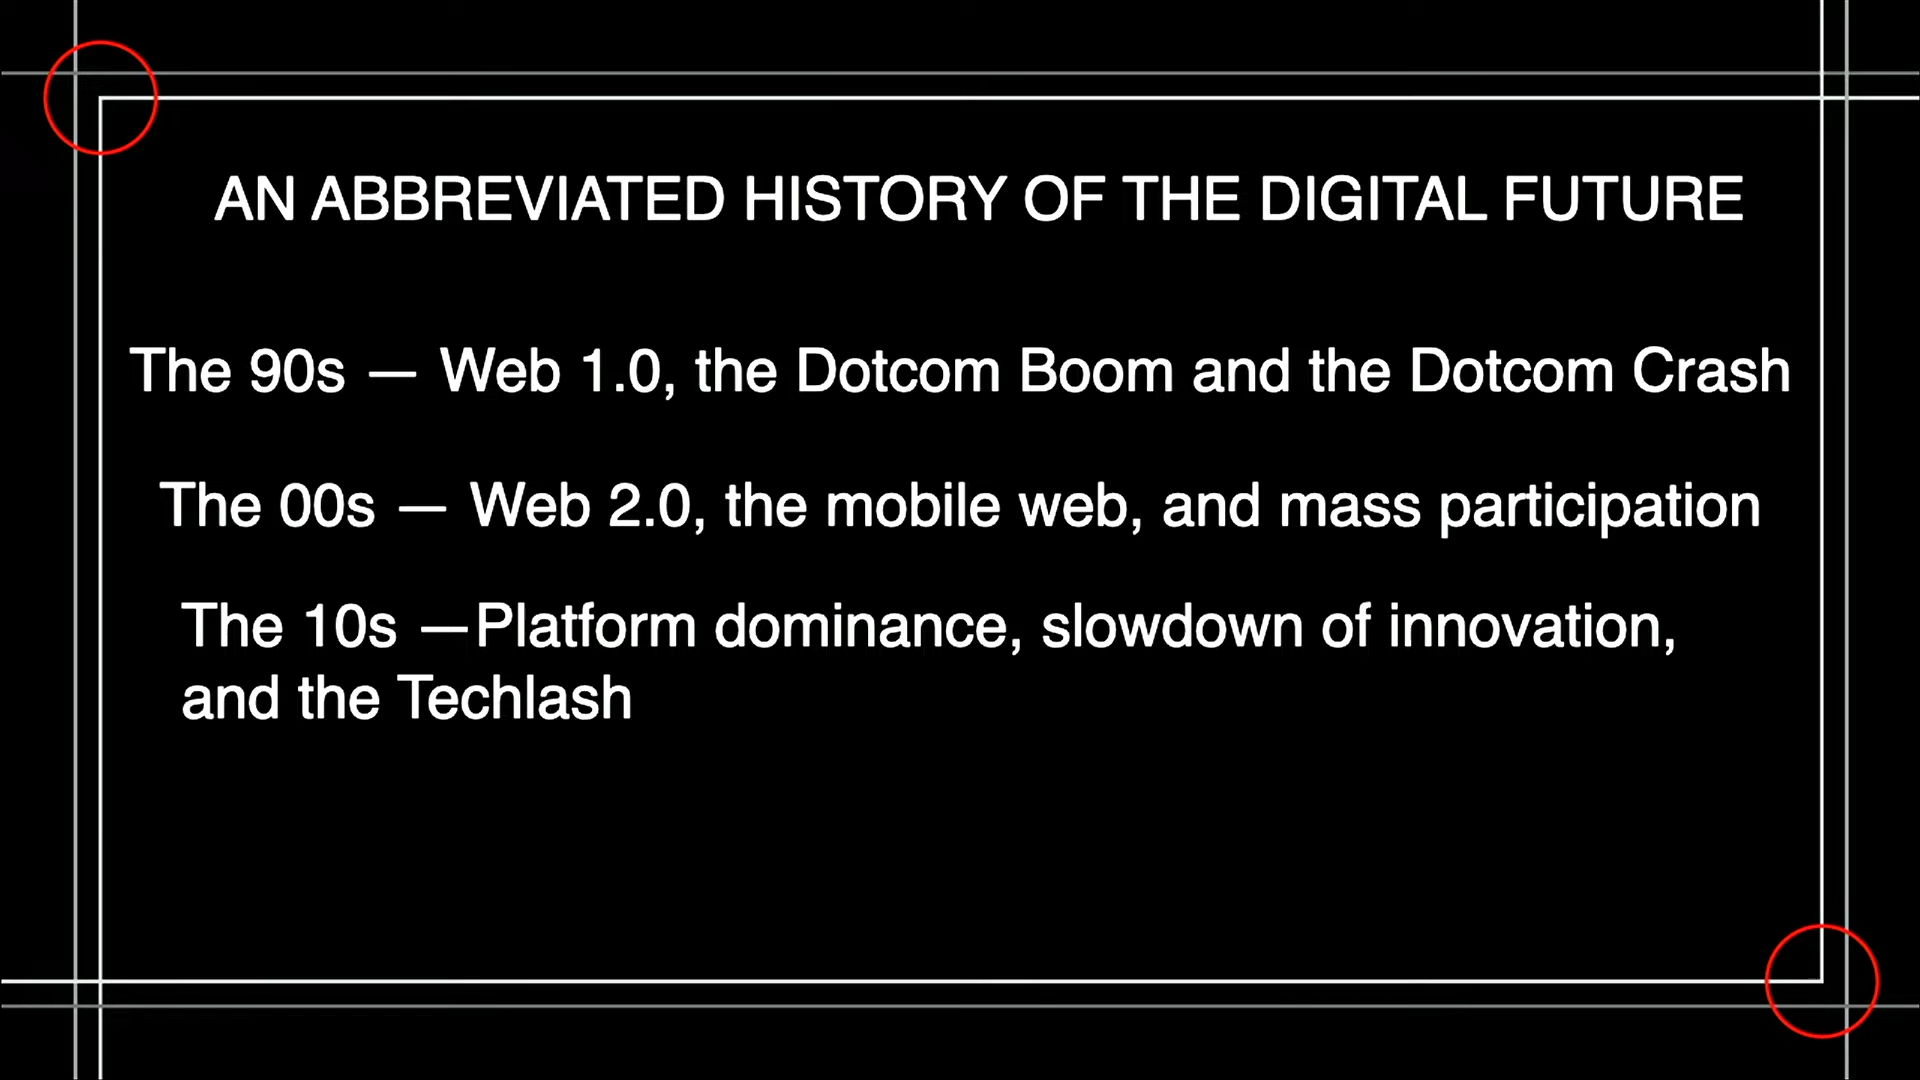 AN ABBREVIATED HISTORY OF THE DIGITAL FUTURE
The 90s — Web 1.0, the Dotcom Boom and the Dotcom Crash
The 00s — Web 2.0, the mobile web, and mass participation
The 10s —Platform dominance, slowdown of innovation,
and the Techlash